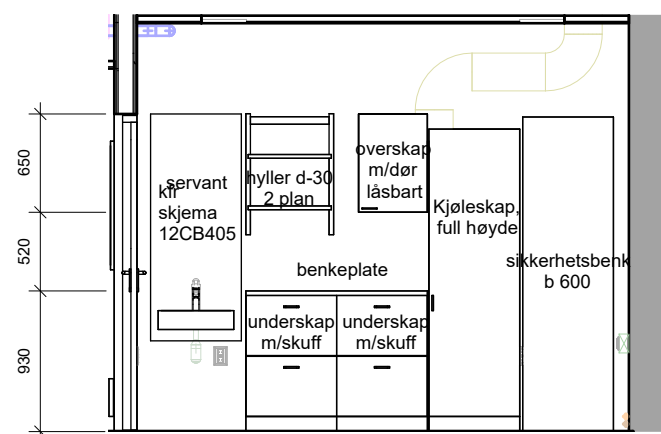 650
520
930
servant
kfr
skjema
12CB405
hyller d-30
2 plan
overskap
m/dør
låsbart
Kjøleskap,
full høyde
sikkerhetsbenk
b 600
benkeplate
underskap
m/skuff
underskap
m/skuff